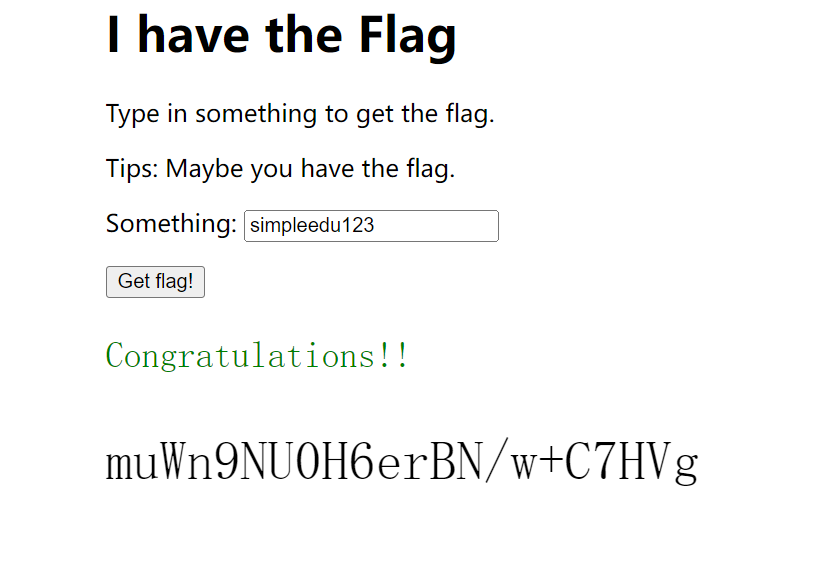 I have the Flag
Type in something to get the flag.
Tips: Maybe you have the flag.
Something: simpleedu123
Get flag!
Congratulations!!
muWn9NU0H6erBN/w+C7HVg